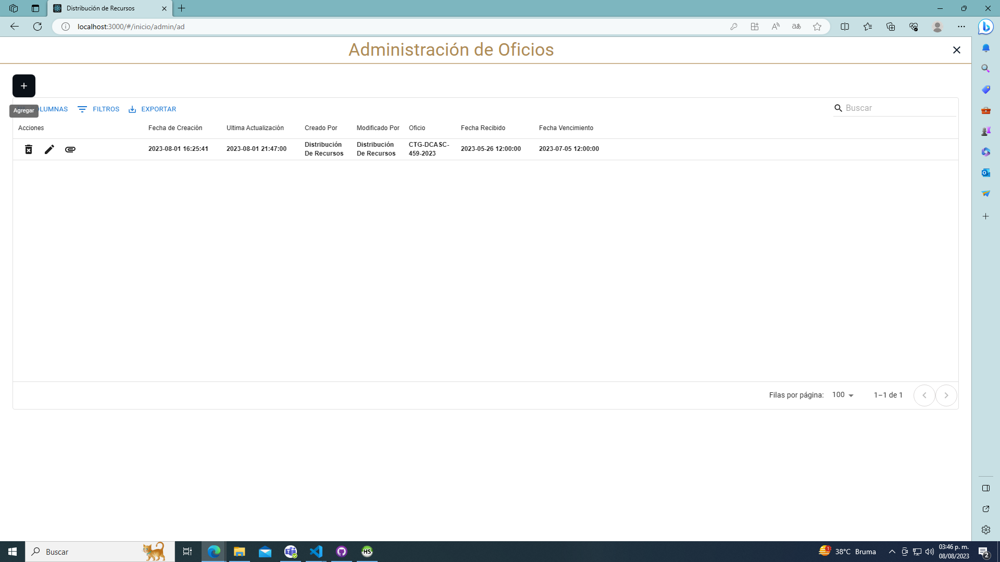 Distribución de Recursos
localhost:3000/#/inicio/admin/ad
Administración de Oficios
Agregar
OLUMNAS FILTROS EXPORTAR
Buscar
Acciones Fecha de Creación Ultima Actualización Creado Por Modificado Por Oficio Fecha Recibido Fecha Vencimiento
2023-08-01 16:25:41 2023-08-01 21:47:00 Distribución De Recursos Distribución De Recursos CTG-DCASC-459-2023 2023-05-26 12:00:00 2023-07-05 12:00:00
Filas por página: 100 1–1 de 1
Buscar
HS
1 38°C Bruma
03:46 p. m.
08/08/2023
2